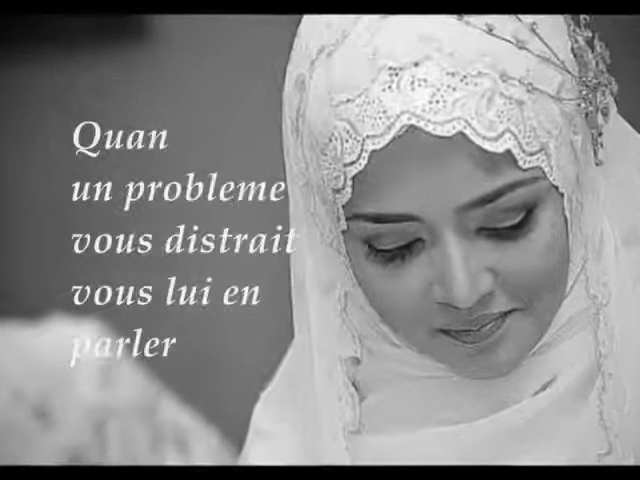 Quan
un probleme
vous distrait
vous lui en
parler